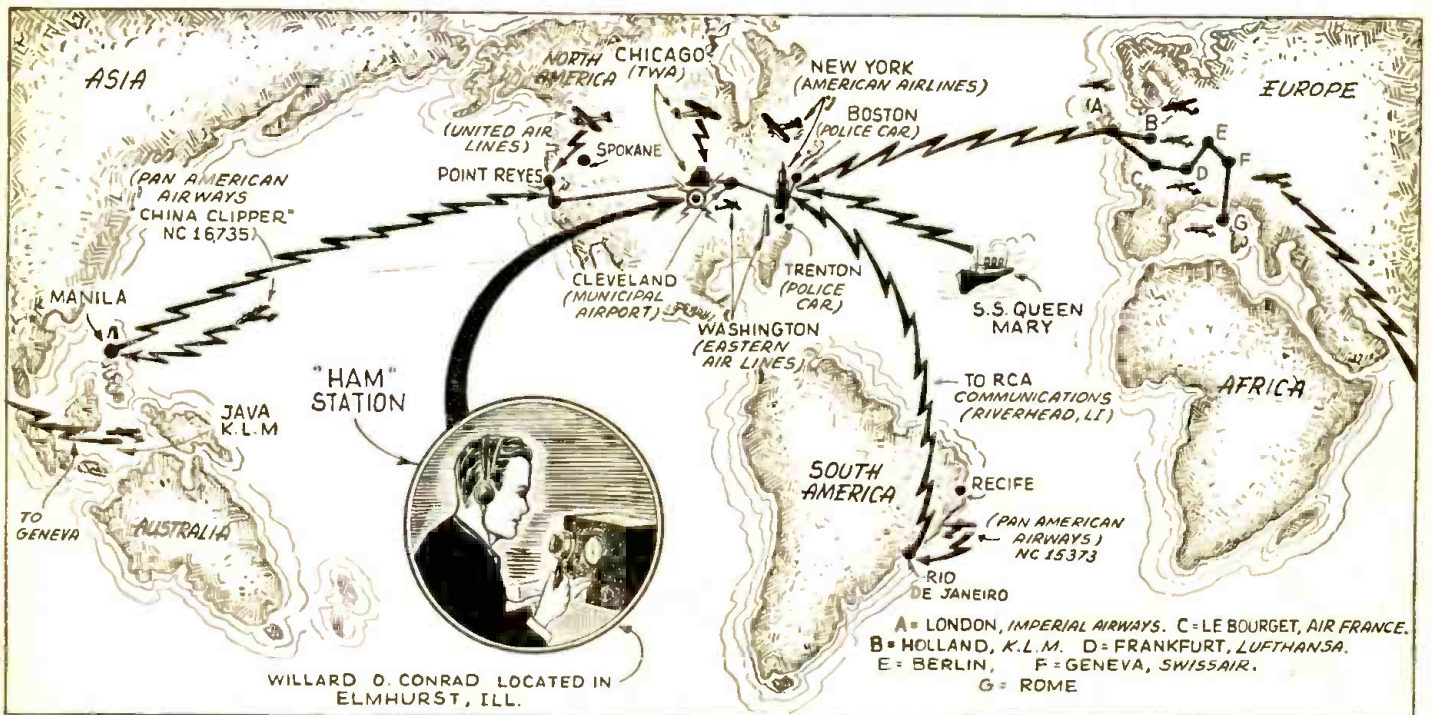 ASIA
NORTH
AMERICA
CHICAGO
(TWA)
NEW YORK
(AMERICAN AIRLINES)
BOSTON
(POLICE CAR)
EUROPE
(UNITED AIR
LINES)
SPOKANE
POINT REYES
(PAN AMERICAN
AIRWAYS
CHINA CLIPPER"
NC 16,735)
MANILA
CLEVELAND
(MUNICIPAL
AIRPORT)
WASHINGTON
(EASTERN
AIR LINES)
TRENTON
(POLICE
CAR)
S.S. QUEEN
MARY
(A
B
C
D
E
F
G
"HAM"
STATION
JAVA
K.L.M
TO
GENEVA
AUSTRALIA
TO RCA
COMMUNICATIONS
(RIVERHEAD, LI)
AFRICA
SOUTH
AMERICA
RECIFE
(PAN AMERICAN
AIRWAYS)
NC 15373
RIO
DE JANEIRO
WILLARD O. CONRAD LOCATED IN
ELMHURST, ILL.
A= LONDON, IMPERIAL AIRWAYS. C= LE BOURGET, AIR FRANCE.
B= HOLLAND, K.L.M. D= FRANKFURT, LUFTHANSA.
E= BERLIN, F= GENEVA, SWISSAIR.
G= ROME